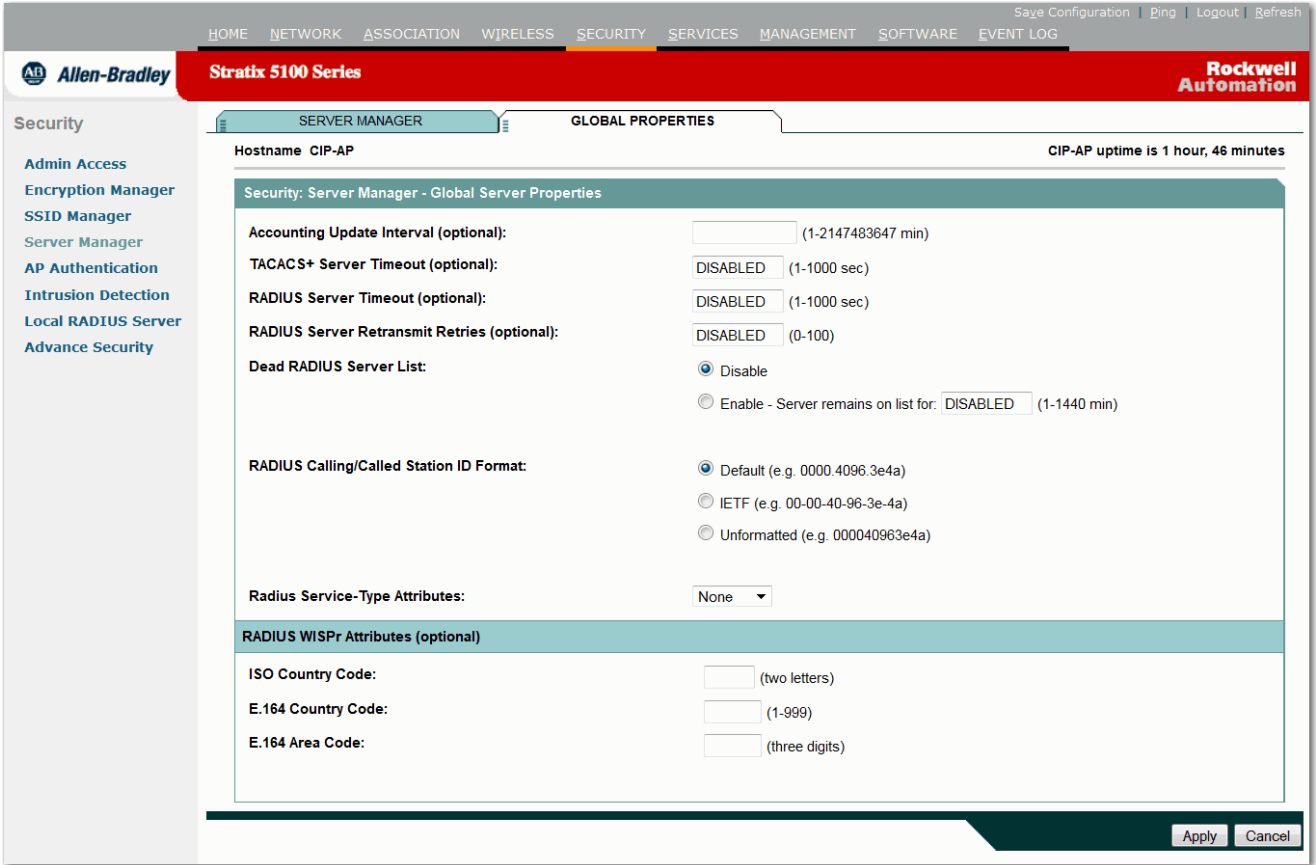 Save Configuration | Ping | Logout | Refresh
HOME NETWORK ASSOCIATION WIRELESS SECURITY SERVICES MANAGEMENT SOFTWARE EVENT LOG
AB Allen-Bradley
Stratix 5100 Series
Rockwell
Automation
Security
Admin Access
Encryption Manager
SSID Manager
Server Manager
AP Authentication
Intrusion Detection
Local RADIUS Server
Advance Security
SERVER MANAGER
GLOBAL PROPERTIES
Hostname CIP-AP
CIP-AP uptime is 1 hour, 46 minutes
Security: Server Manager - Global Server Properties
Accounting Update Interval (optional): (1-2147483647 min)
TACACS+ Server Timeout (optional): DISABLED (1-1000 sec)
RADIUS Server Timeout (optional): DISABLED (1-1000 sec)
RADIUS Server Retransmit Retries (optional): DISABLED (0-100)
Dead RADIUS Server List: Disable
Enable - Server remains on list for: DISABLED (1-1440 min)
RADIUS Calling/Called Station ID Format: Default (e.g. 0000.4096.3e4a)
IETF (e.g. 00-00-40-96-3e-4a)
Unformatted (e.g. 000040963e4a)
Radius Service-Type Attributes: None
RADIUS WISPr Attributes (optional)
ISO Country Code: (two letters)
E.164 Country Code: (1-999)
E.164 Area Code: (three digits)
Apply Cancel